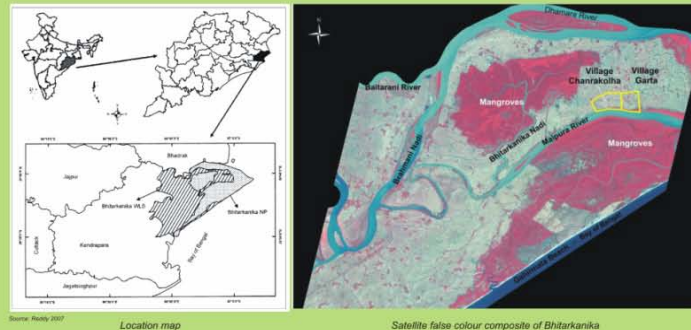 Bhadrak
Jajpur
Bhitarkanika WLS
Bhitarkanika NP
Cuttack
Kendrapara
Bay of Bengal
Jagatsinghpur
Source: Reddy 2007
Location map
Dhamara River
Baitarani River
Village
Chanrakolha
Village
Garta
Mangroves
Bhitarkanika Nadi
Maipura River
Brahmani Nadi
Mangroves
Bay of Bengal
Satellite false colour composite of Bhitarkanika